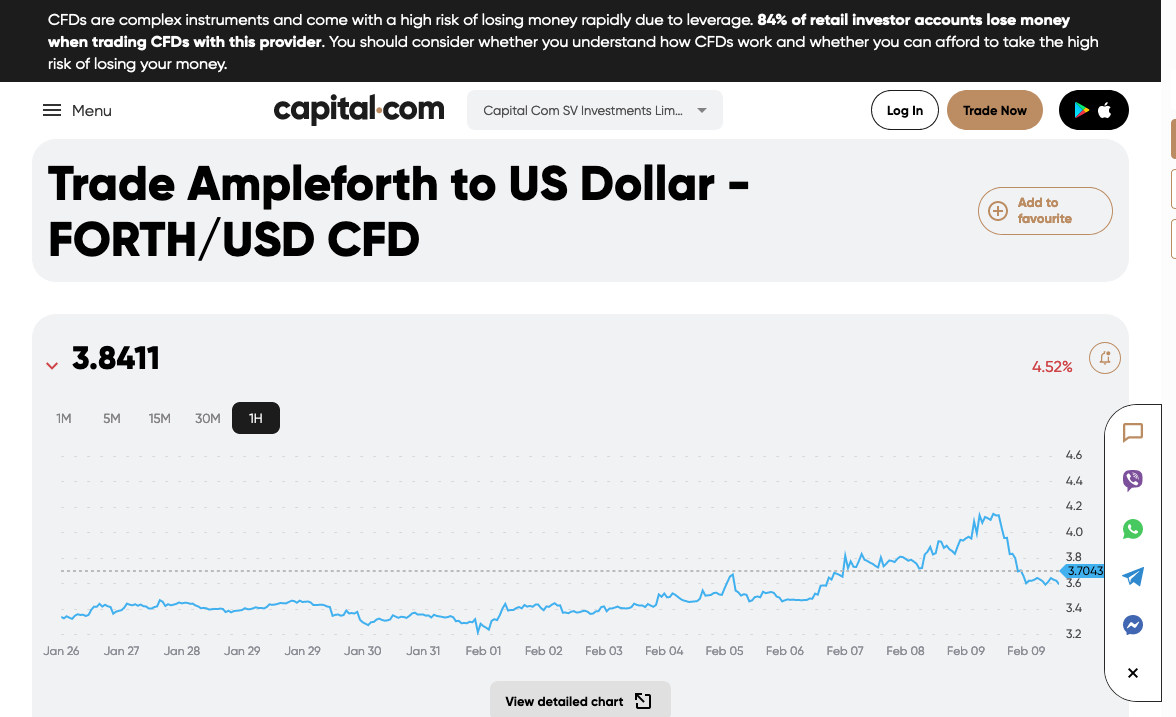 CFDs are complex instruments and come with a high risk of losing money rapidly due to leverage. 84% of retail investor accounts lose money
when trading CFDs with this provider. You should consider whether you understand how CFDs work and whether you can afford to take the high
risk of losing your money.
Menu
capital.com
Capital Com SV Investments Lim...
Log In
Trade Now
Trade Ampleforth to US Dollar -
FORTH/USD CFD
Add to
favourite
3.8411
4.52%
1M 5M 15M 30M 1H
4.6
4.4
4.2
4.0
3.8
3.7043
3.6
3.4
3.2
Jan 26 Jan 27 Jan 28 Jan 29 Jan 29 Jan 30 Jan 31 Feb 01 Feb 02 Feb 03 Feb 04 Feb 05 Feb 06 Feb 07 Feb 08 Feb 09 Feb 09
View detailed chart